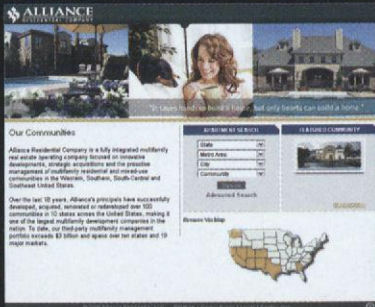 ALLIANCE
RESIDENTIAL COMPANY
"It takes hands to build a house, but only hearts can build a home."
Our Communities
APARTMENT SEARCH
FEATURED COMMUNITY
Alliance Residential Company is a fully integrated multifamily
real estate operating company focused on innovative
developments, strategic acquisitions and the proactive
management of multifamily residential and mixed-use
communities in the Western, Southern, South-Central and
Southeast United States.
State
Metro Area
City
Community
Advanced Search
Over the last 18 years, Alliance's principals have successfully
developed, acquired, renovated or redeveloped over 100
communities in 10 states across the United States, making it
one of the largest multifamily development companies in the
nation. To date, our third-party multifamily management
portfolio exceeds $3 billion and spans over ten states and 19
major markets.
Browse Via Map